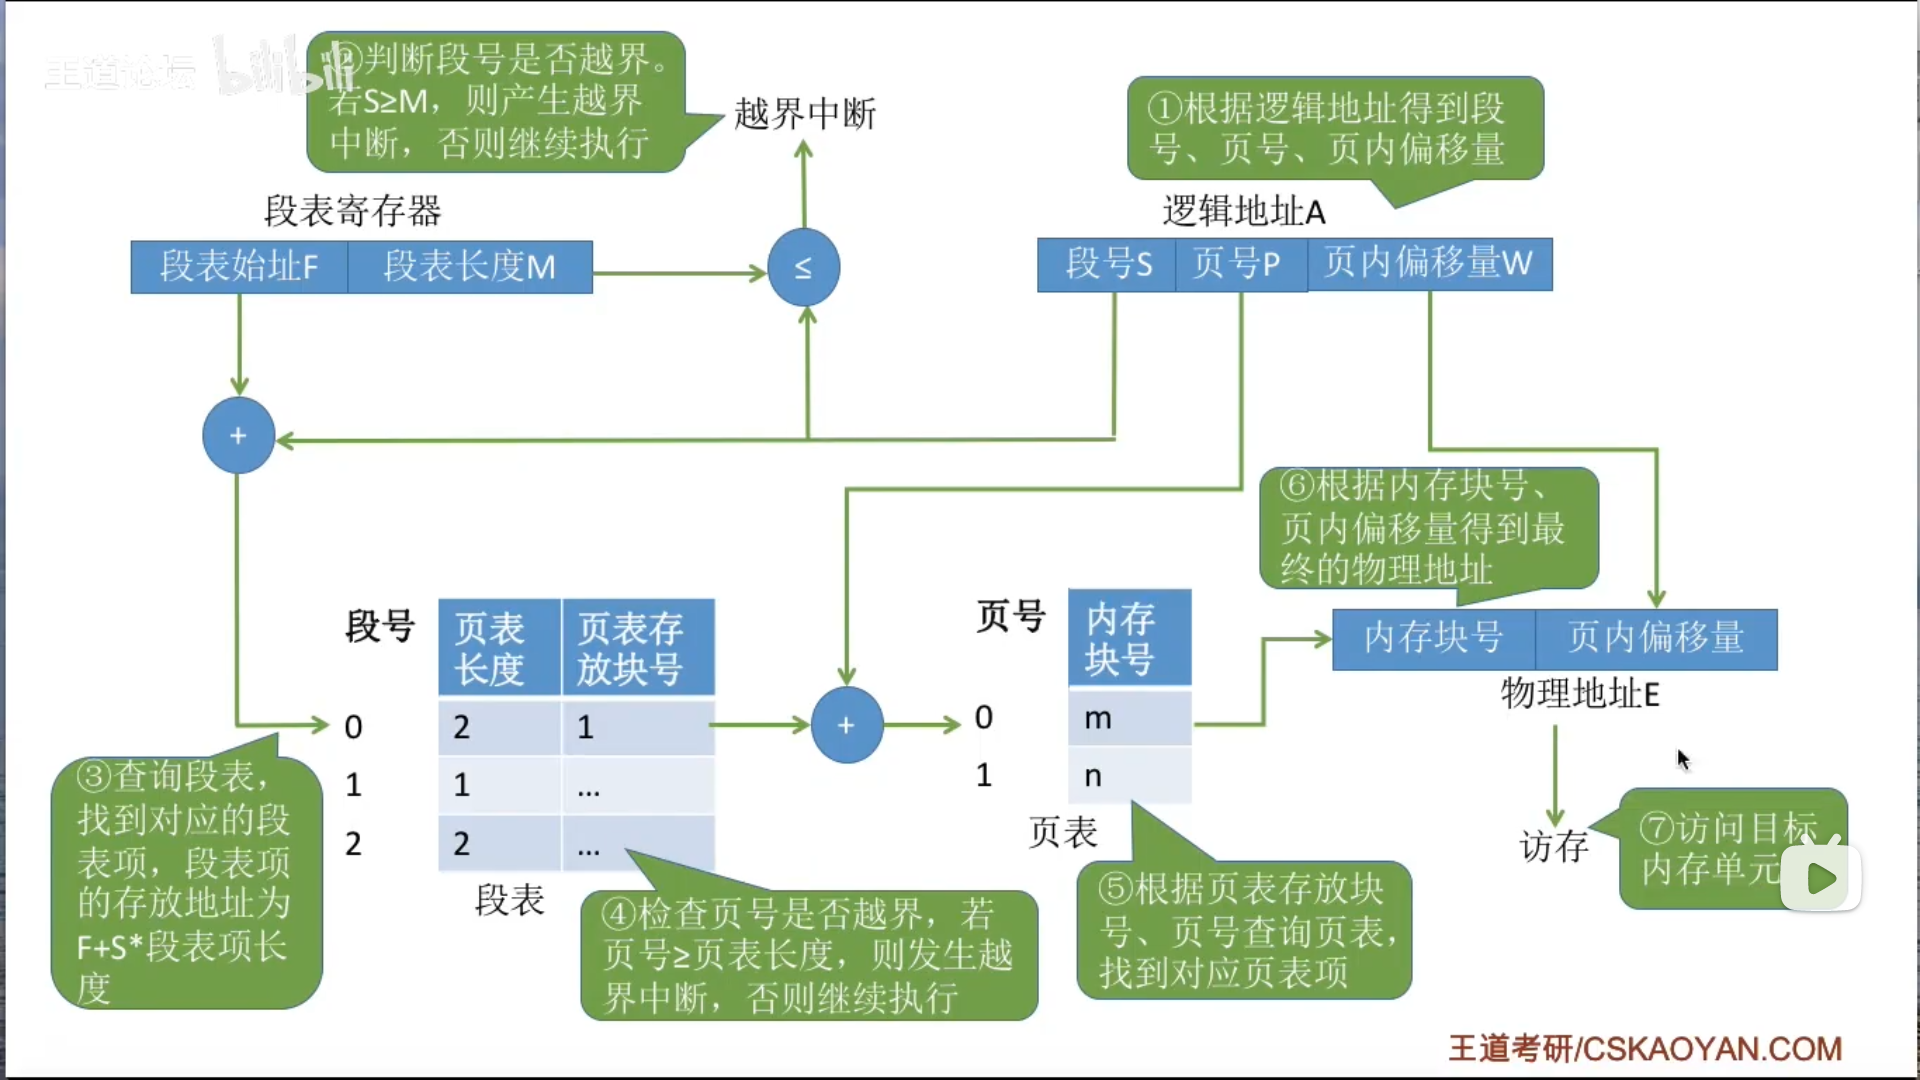 王道论坛 bilibili
②判断段号是否越界。
若S≥M，则产生越界
中断，否则继续执行
越界中断
①根据逻辑地址得到段
号、页号、页内偏移量
段表寄存器
逻辑地址A
段表始址F 段表长度M
≤
段号S 页号P 页内偏移量W
+
⑥根据内存块号、
页内偏移量得到最
终的物理地址
段号
页表
长度
页表存
放块号
页号
内存
块号
内存块号 页内偏移量
物理地址E
0 2 1
+
0 m
1 1 ...
1 n
2 2 ...
段表
页表
访存
③查询段表，
找到对应的段
表项，段表项
的存放地址为
F+S*段表项长
度
④检查页号是否越界，若
页号≥页表长度，则发生越
界中断，否则继续执行
⑤根据页表存放块
号、页号查询页表，
找到对应页表项
⑦访问目标
内存单元
王道考研/CSKAOYAN.COM